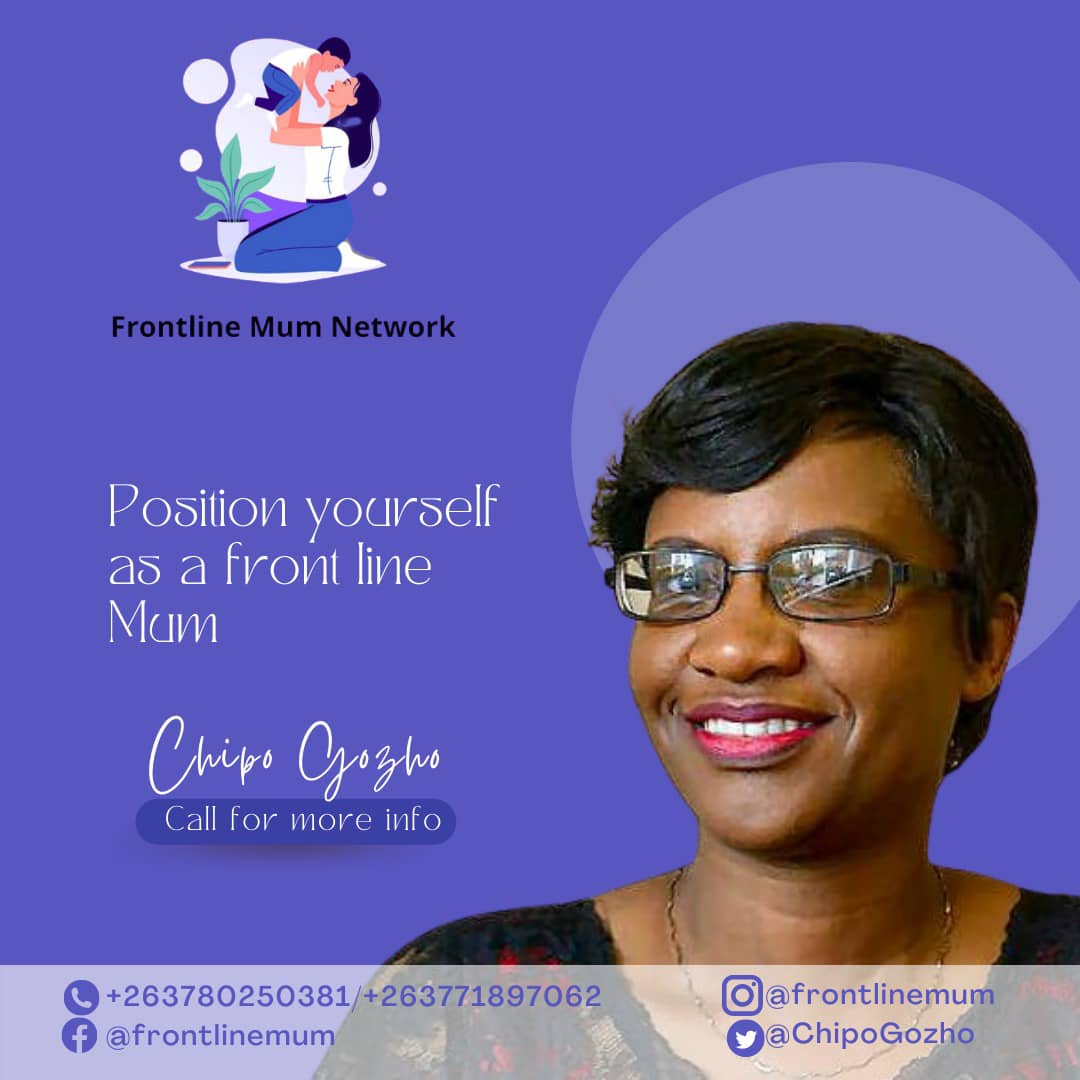 Frontline Mum Network
Position yourself
as a front line
Mum
Chipo Gozho
Call for more info
+263780250381/+263771897062
@frontlinemum
@frontlinemum
@ChipoGozho